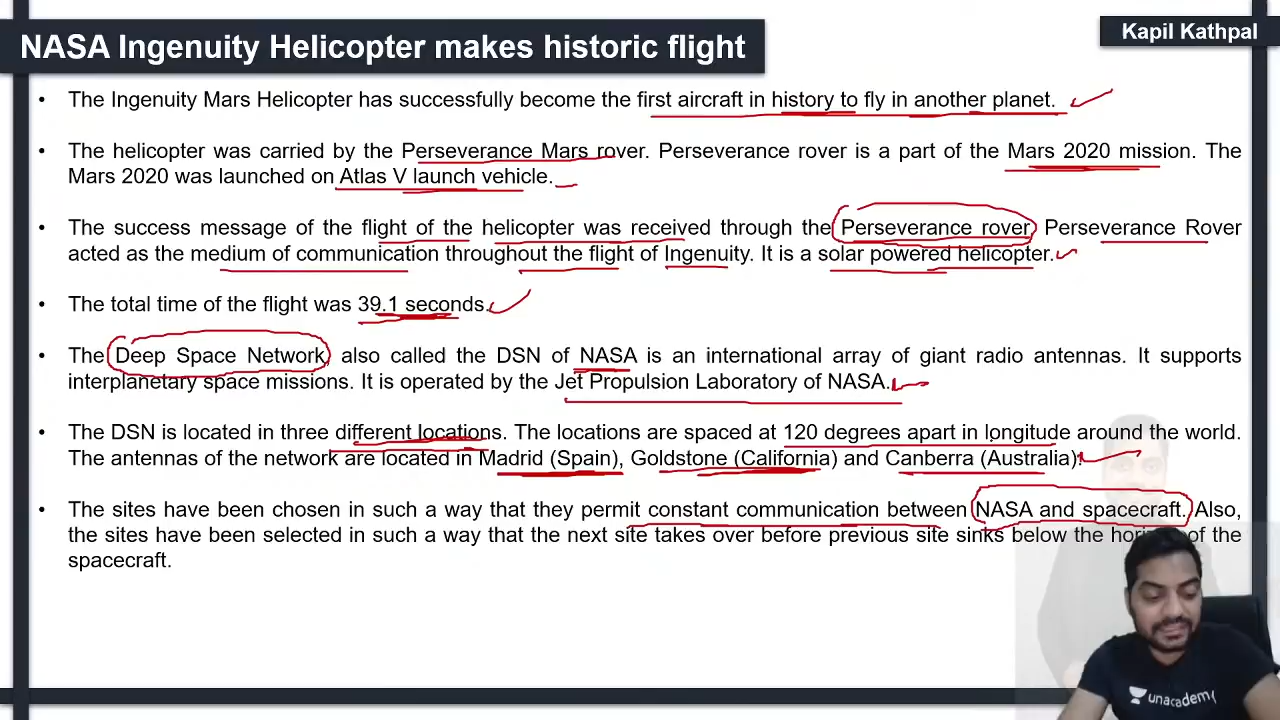 NASA Ingenuity Helicopter makes historic flight
Kapil Kathpal
• The Ingenuity Mars Helicopter has successfully become the first aircraft in history to fly in another planet.
• The helicopter was carried by the Perseverance Mars rover. Perseverance rover is a part of the Mars 2020 mission. The
Mars 2020 was launched on Atlas V launch vehicle.
• The success message of the flight of the helicopter was received through the Perseverance rover Perseverance Rover
acted as the medium of communication throughout the flight of Ingenuity. It is a solar powered helicopter.
• The total time of the flight was 39.1 seconds.
• The Deep Space Network, also called the DSN of NASA is an international array of giant radio antennas. It supports
interplanetary space missions. It is operated by the Jet Propulsion Laboratory of NASA.
• The DSN is located in three different locations. The locations are spaced at 120 degrees apart in longitude around the world.
The antennas of the network are located in Madrid (Spain), Goldstone (California) and Canberra (Australia).
• The sites have been chosen in such a way that they permit constant communication between NASA and spacecraft. Also,
the sites have been selected in such a way that the next site takes over before previous site sinks below the of the
spacecraft.
unacademy